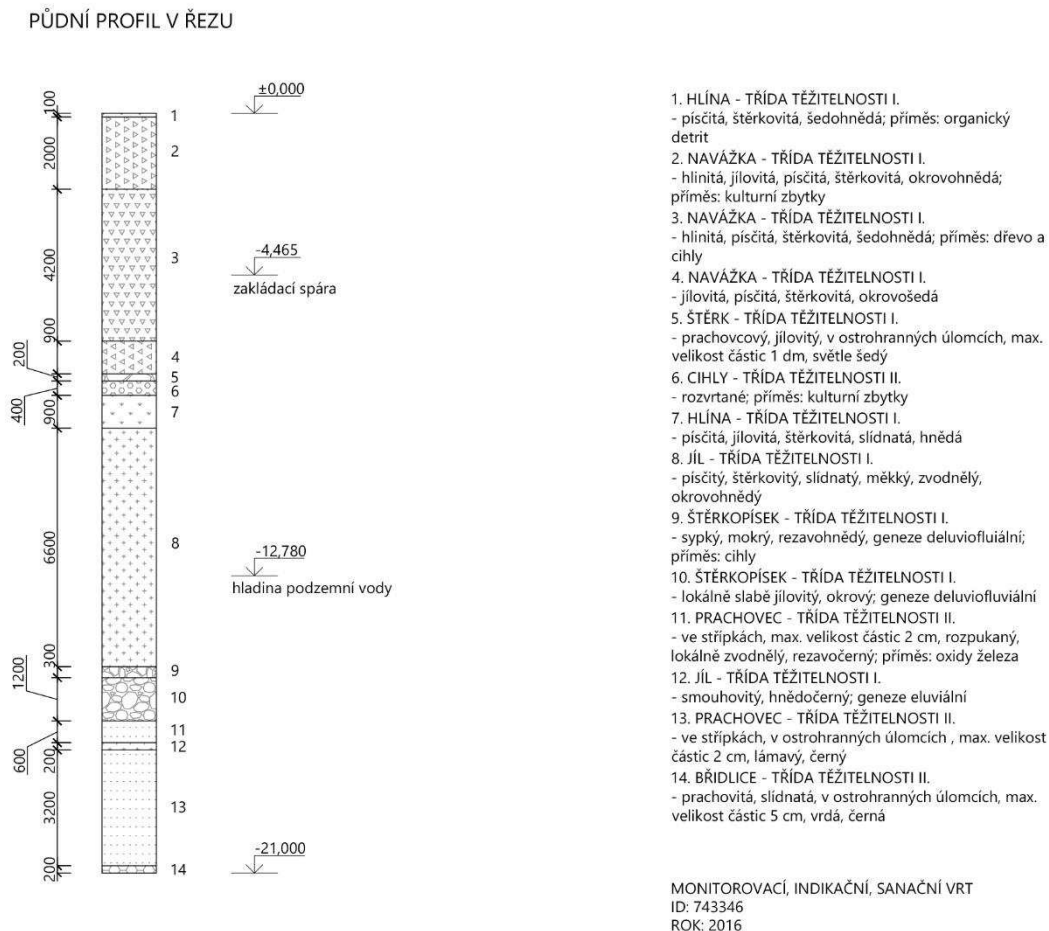 PŮDNÍ PROFIL V ŘEZU
±0,000
-4,465
zakládací spára
-12,780
hladina podzemní vody
-21,000
100
2000
4200
900
200
400
900
6600
300
1200
600
200
3200
200
1
2
3
4
5
6
7
8
9
10
11
12
13
14
1. HLÍNA - TŘÍDA TĚŽITELNOSTI I.
- písčitá, štěrkovitá, šedohnědá; příměs: organický
detrit
2. NAVÁŽKA - TŘÍDA TĚŽITELNOSTI I.
- hlinitá, jílovitá, písčitá, štěrkovitá, okrovohnědá;
příměs: kulturní zbytky
3. NAVÁŽKA - TŘÍDA TĚŽITELNOSTI I.
- hlinitá, písčitá, štěrkovitá, šedohnědá; příměs: dřevo a
cihly
4. NAVÁŽKA - TŘÍDA TĚŽITELNOSTI I.
- jílovitá, písčitá, štěrkovitá, okrovošedá
5. ŠTĚRK - TŘÍDA TĚŽITELNOSTI I.
- prachovcový, jílovitý, v ostrohranných úlomcích, max.
velikost částic 1 dm, světle šedý
6. CIHLY - TŘÍDA TĚŽITELNOSTI II.
- rozvrtané; příměs: kulturní zbytky
7. HLÍNA - TŘÍDA TĚŽITELNOSTI I.
- písčitá, jílovitá, štěrkovitá, slídnatá, hnědá
8. JÍL - TŘÍDA TĚŽITELNOSTI I.
- písčitý, štěrkovitý, slídnatý, měkký, zvodnělý,
okrovohnědý
9. ŠTĚRKOPÍSEK - TŘÍDA TĚŽITELNOSTI I.
- sypký, mokrý, rezavohnědý, geneze deluviofluiální;
příměs: cihly
10. ŠTĚRKOPÍSEK - TŘÍDA TĚŽITELNOSTI I.
- lokálně slabě jílovitý, okrový; geneze deluviofluviální
11. PRACHOVEC - TŘÍDA TĚŽITELNOSTI II.
- ve střípkách, max. velikost částic 2 cm, rozpukaný,
lokálně zvodnělý, rezavočerný; příměs: oxidy železa
12. JÍL - TŘÍDA TĚŽITELNOSTI I.
- smouhovitý, hnědočerný; geneze eluviální
13. PRACHOVEC - TŘÍDA TĚŽITELNOSTI II.
- ve střípkách, v ostrohranných úlomcích , max. velikost
částic 2 cm, lámavý, černý
14. BŘIDLICE - TŘÍDA TĚŽITELNOSTI II.
- prachovitá, slídnatá, v ostrohranných úlomcích, max.
velikost částic 5 cm, vrdá, černá
MONITOROVACÍ, INDIKAČNÍ, SANAČNÍ VRT
ID: 743346
ROK: 2016